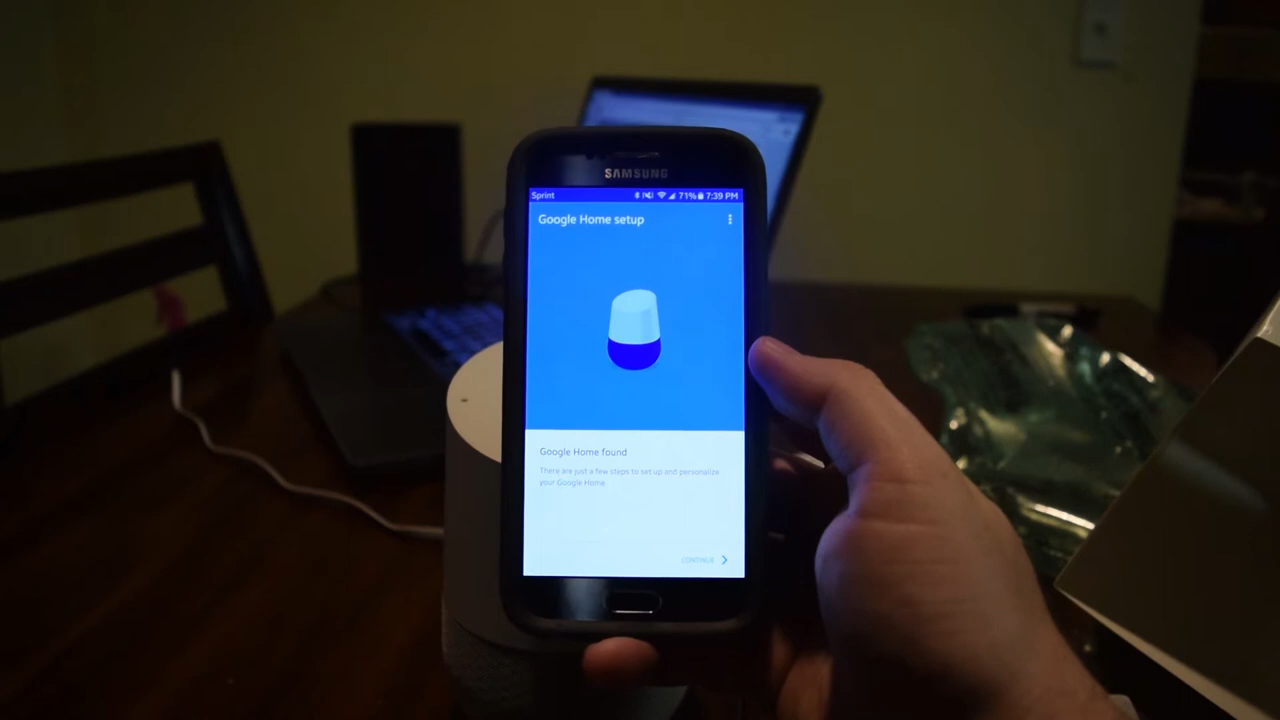 SAMSUNG
Sprint 71% 7:39 PM
Google Home setup
Google Home found
There are just a few steps to set up and personalize
your Google Home.
CONTINUE